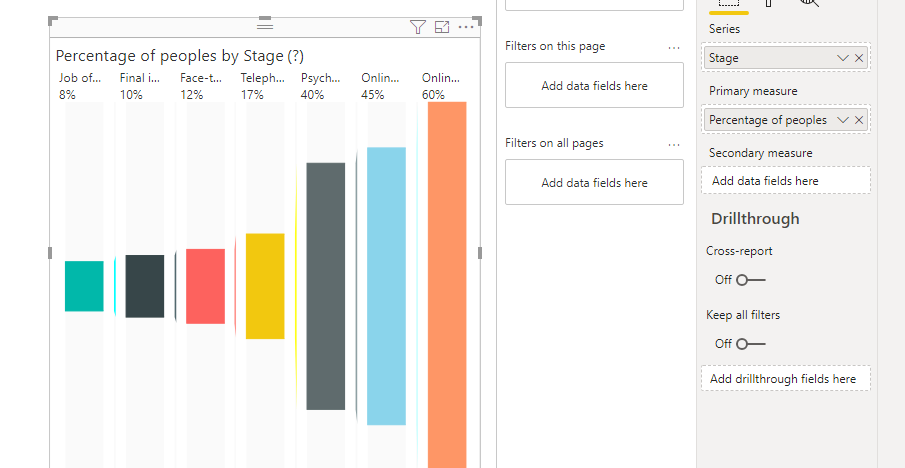 Percentage of peoples by Stage (?)
Job of... Final i... Face-t... Teleph... Psych... Onlin... Onlin...
8% 10% 12% 17% 40% 45% 60%
Filters on this page ...
Add data fields here
Filters on all pages ...
Add data fields here
Series
Stage
Primary measure
Percentage of peoples
Secondary measure
Add data fields here
Drillthrough
Cross-report
Off
Keep all filters
Off
Add drillthrough fields here